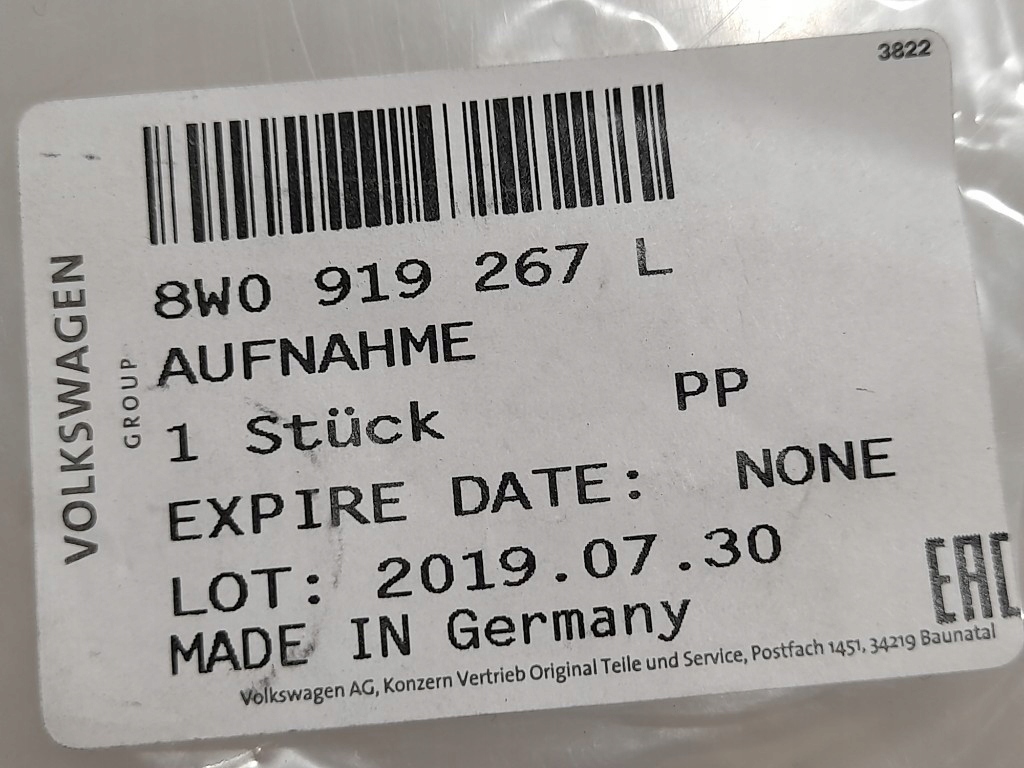 3822
VOLKSWAGEN
GROUP
8W0 919 267 L
AUFNAHME
1 Stück PP
EXPIRE DATE: NONE
LOT: 2019.07.30
MADE IN Germany
EAC
Volkswagen AG, Konzern Vertrieb Original Teile und Service, Postfach 1451, 34219 Baunatal